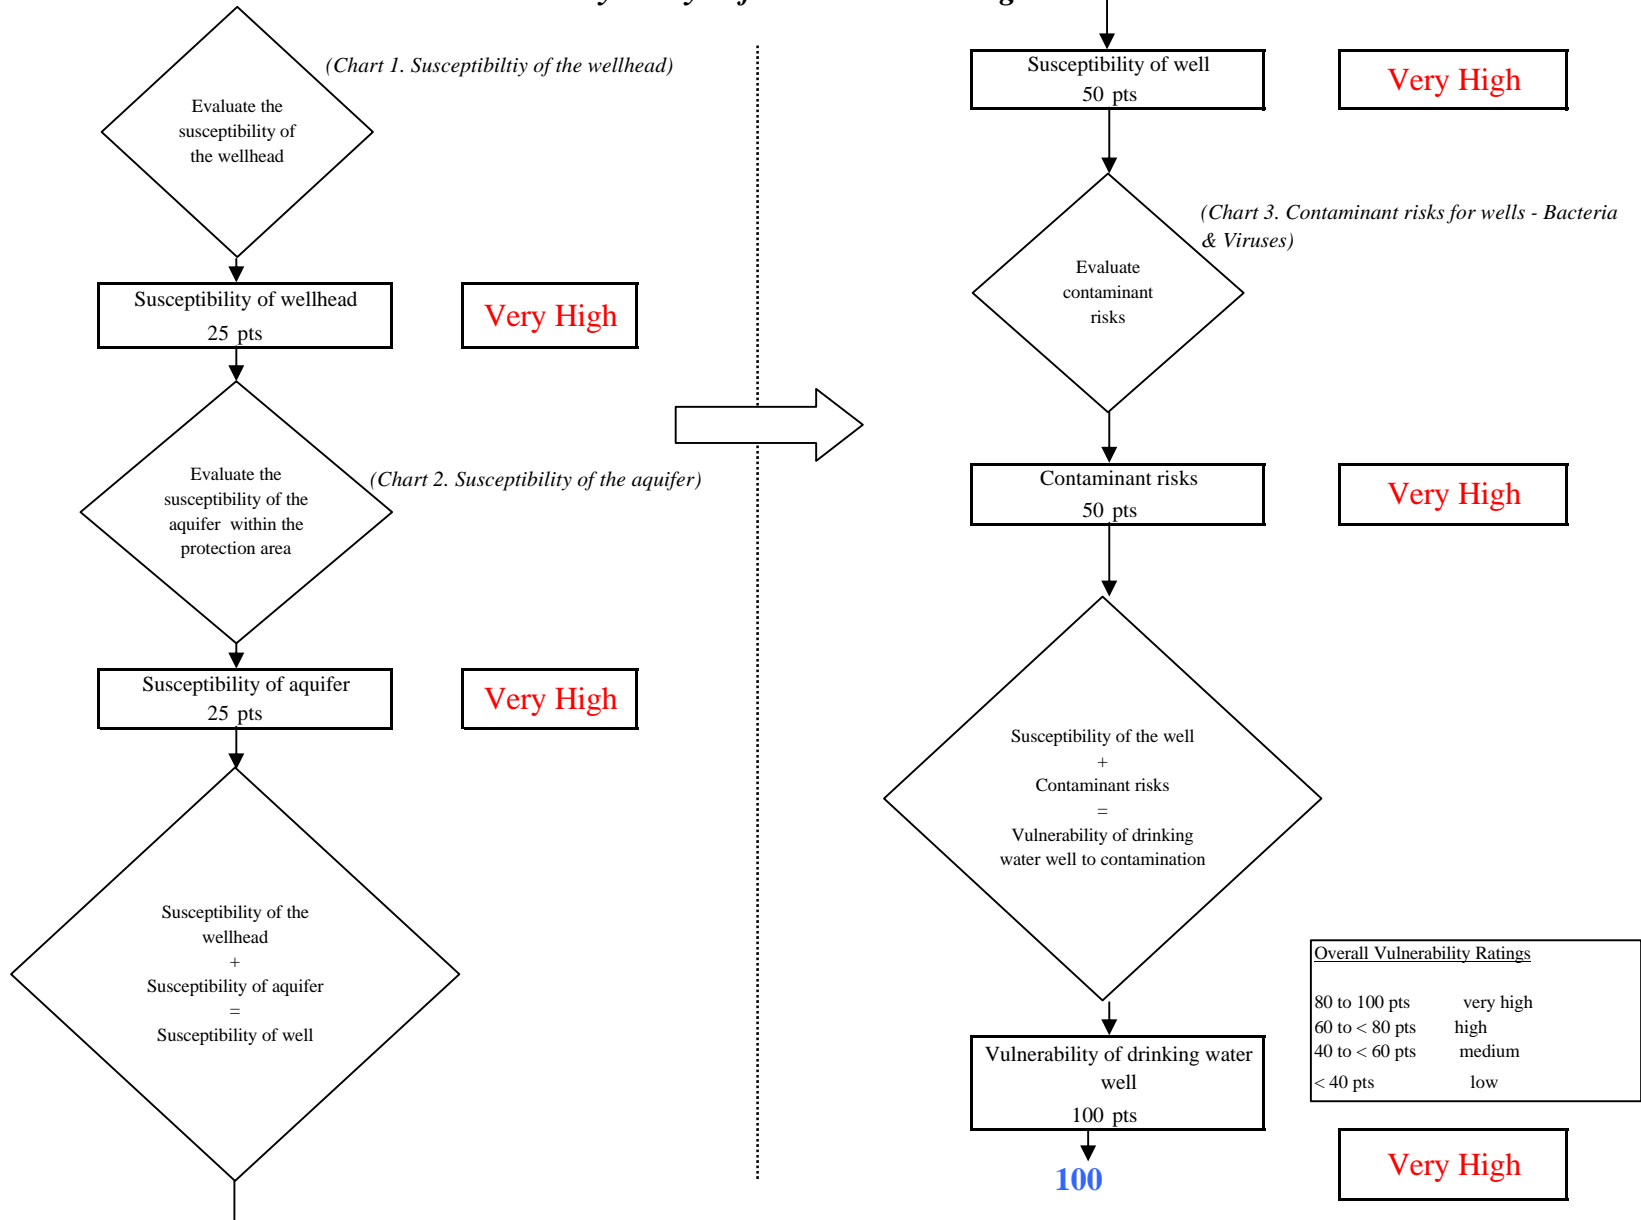 (Chart 1. Susceptibiltiy of the wellhead)
Evaluate the
susceptibility of
the wellhead
Susceptibility of wellhead
25 pts
Very High
Evaluate the
susceptibility of the
aquifer within the
protection area
(Chart 2. Susceptibility of the aquifer)
Susceptibility of aquifer
25 pts
Very High
Susceptibility of the
wellhead
+
Susceptibility of aquifer
=
Susceptibility of well
Susceptibility of well
50 pts
Very High
(Chart 3. Contaminant risks for wells - Bacteria
& Viruses)
Evaluate
contaminant
risks
Contaminant risks
50 pts
Very High
Susceptibility of the well
+
Contaminant risks
=
Vulnerability of drinking
water well to contamination
Overall Vulnerability Ratings
80 to 100 pts very high
60 to < 80 pts high
40 to < 60 pts medium
< 40 pts low
Vulnerability of drinking water
well
100 pts
100
Very High